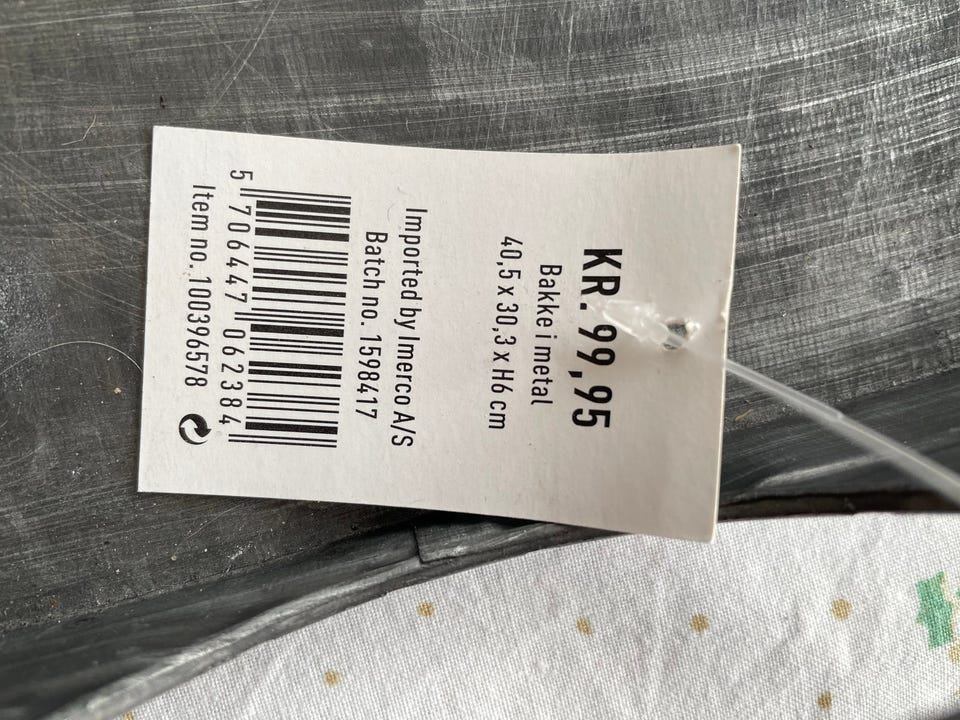 KR. 99,95
Bakke i metal
40,5 x 30,3 x H6 cm
Imported by Imerco A/S
Batch no. 1598417
5 706447 062384
Item no. 100396578